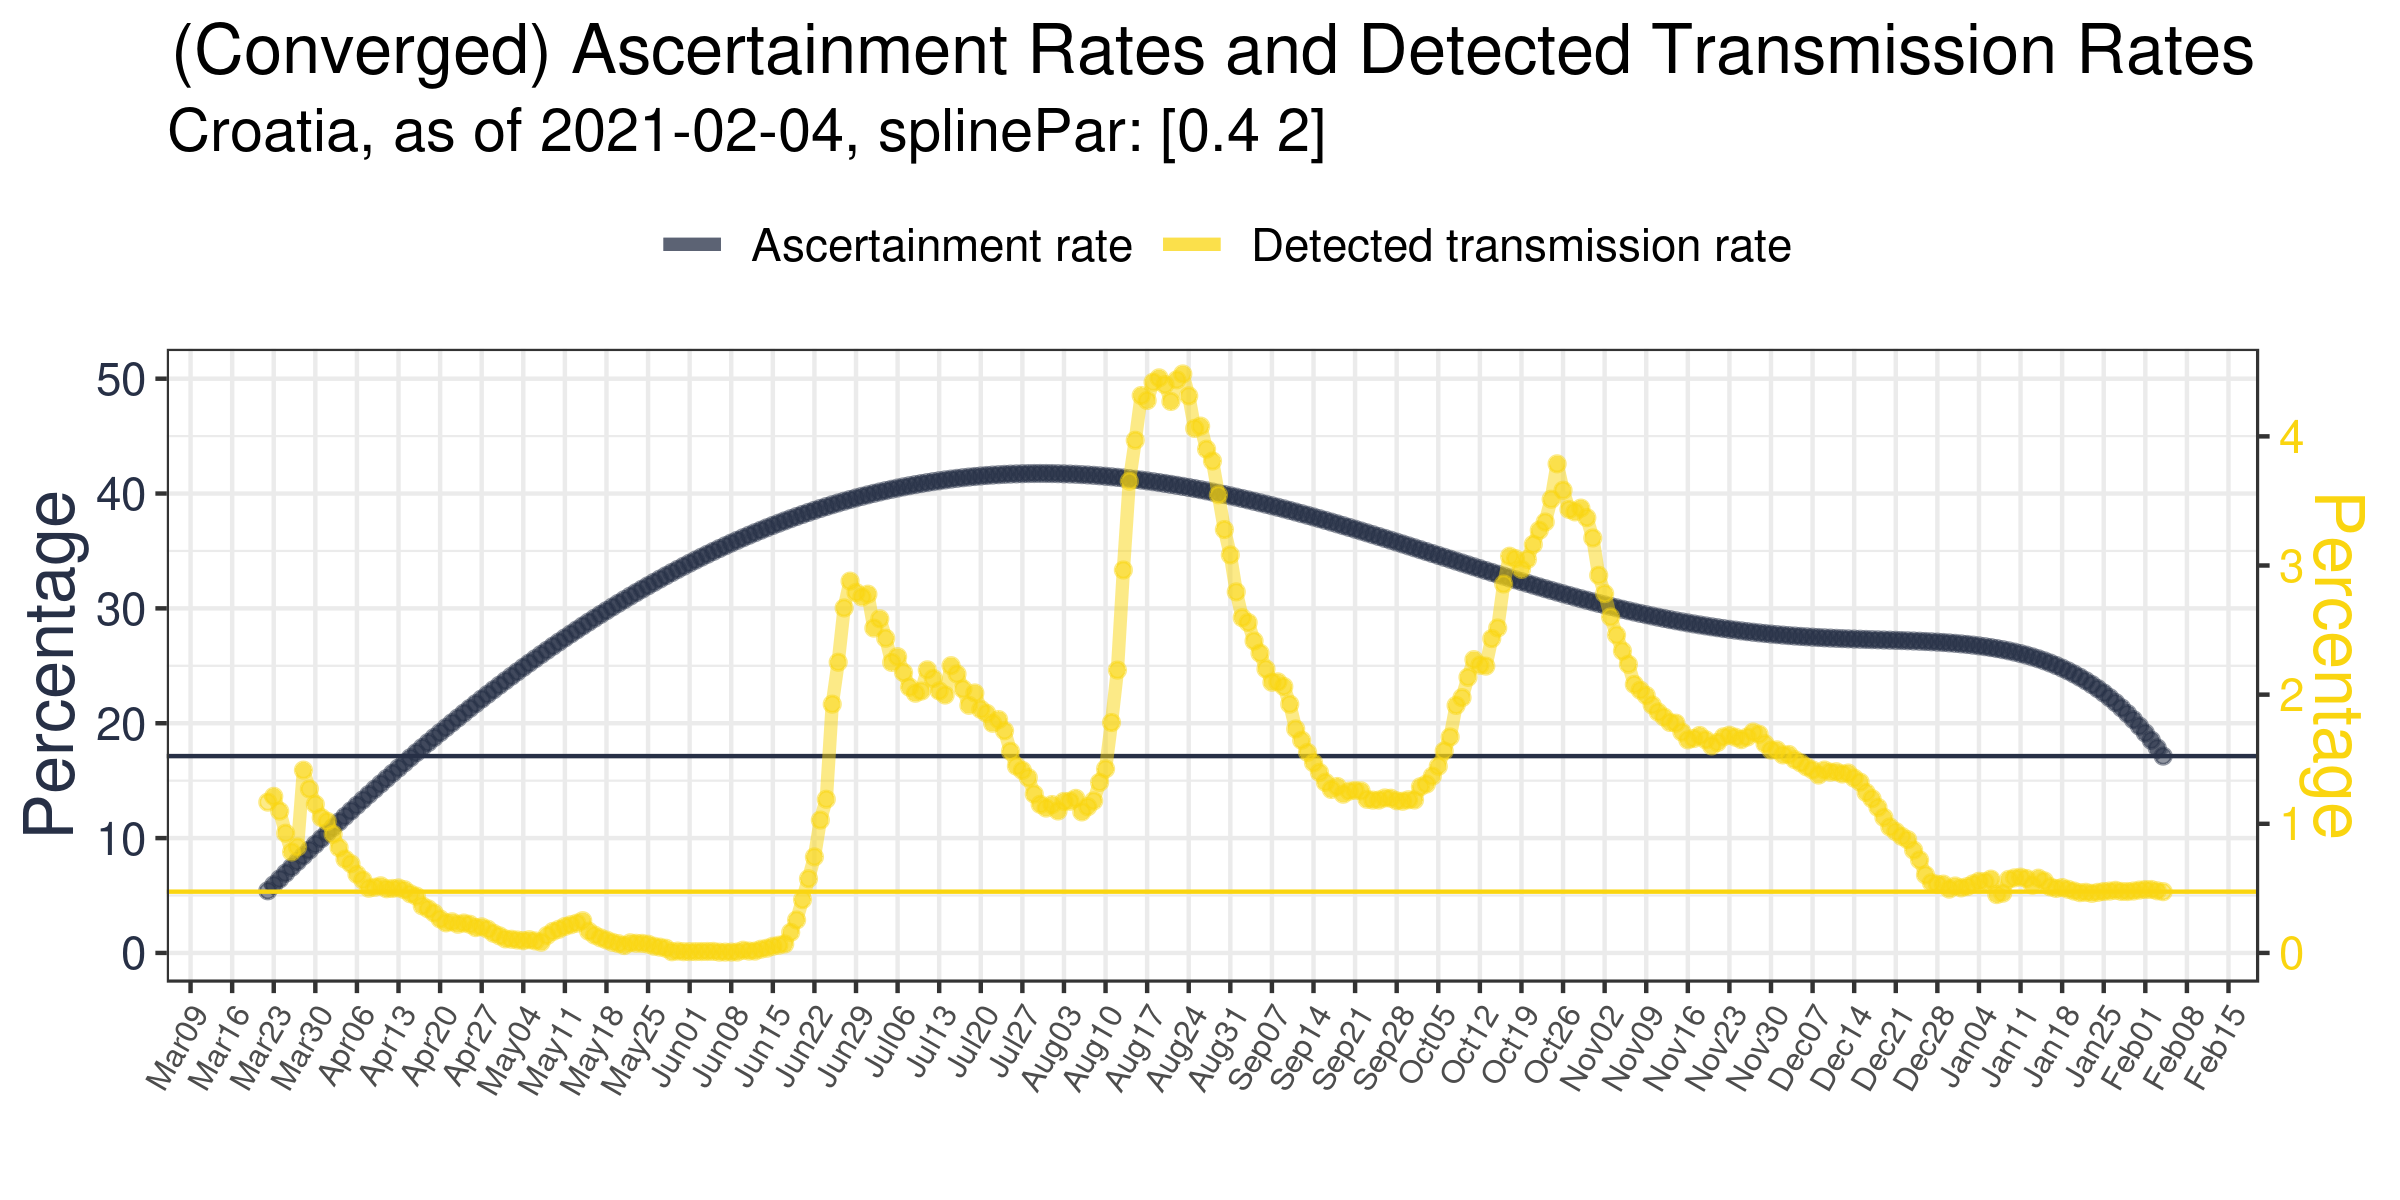 (Converged) Ascertainment Rates and Detected Transmission Rates
Croatia, as of 2021-02-04, splinePar: [0.4 2]
Ascertainment rate
Detected transmission rate
Percentage
50
40
30
20
10
0
4
3
2
1
0
Percentage
Mar09
Mar16
Mar23
Mar30
Apr06
Apr13
Apr20
Apr27
May04
May11
May18
May25
Jun01
Jun08
Jun15
Jun22
Jun29
Jul06
Jul13
Jul20
Jul27
Aug03
Aug10
Aug17
Aug24
Aug31
Sep07
Sep14
Sep21
Sep28
Oct05
Oct12
Oct19
Oct26
Nov02
Nov09
Nov16
Nov23
Nov30
Dec07
Dec14
Dec21
Dec28
Jan04
Jan11
Jan18
Jan25
Feb01
Feb08
Feb15